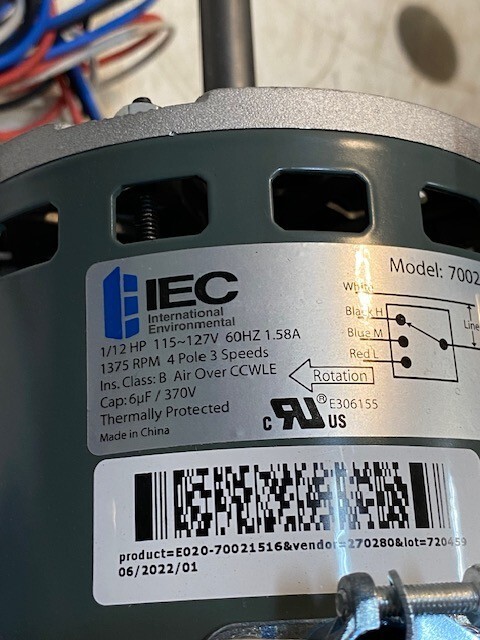 IEC
International
Environmental
Model: 7002
1/12 HP 115~127V 60HZ 1.58A
1375 RPM 4 Pole 3 Speeds
Ins. Class: B Air Over CCWLE
Cap: 6µF / 370V
Thermally Protected
Made in China
White
Black H
Blue M
Red L
Line
Rotation
c RU ® US
E306155
product=E020-70021516&vendor=270280&lot=720459
06/2022/01